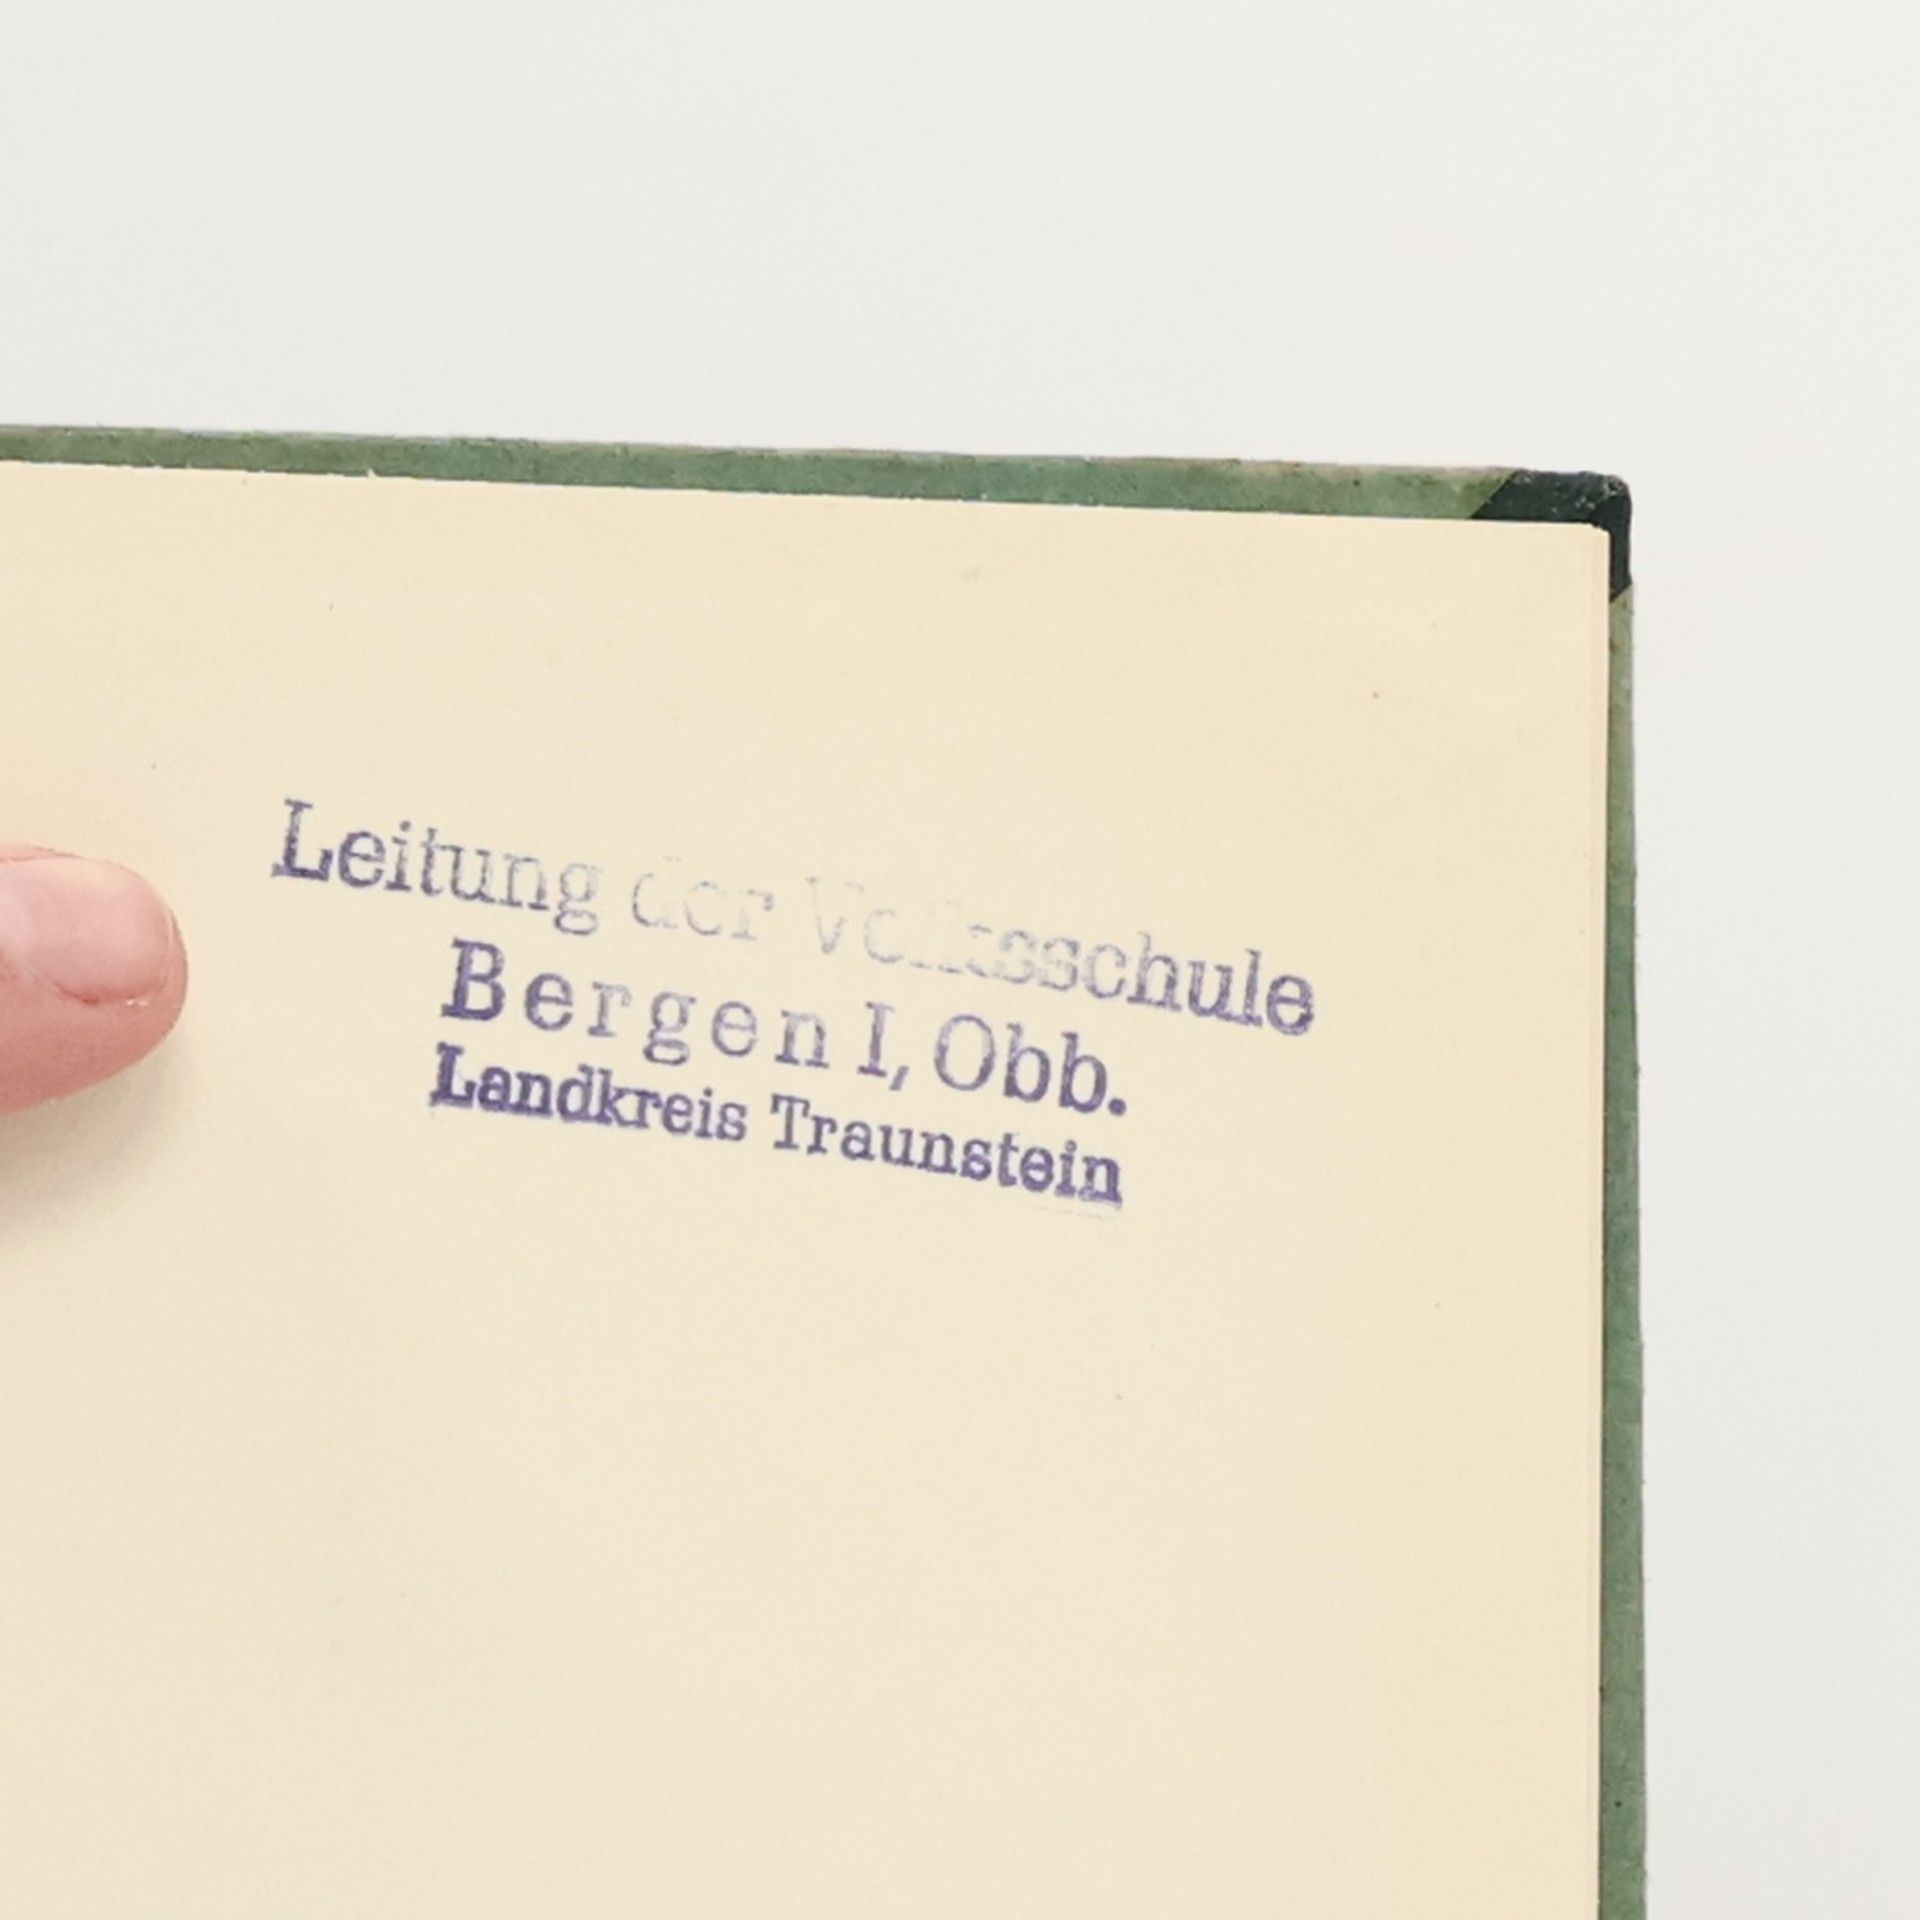 Leitung der Volksschule
Bergen I, Obb.
Landkreis Traunstein